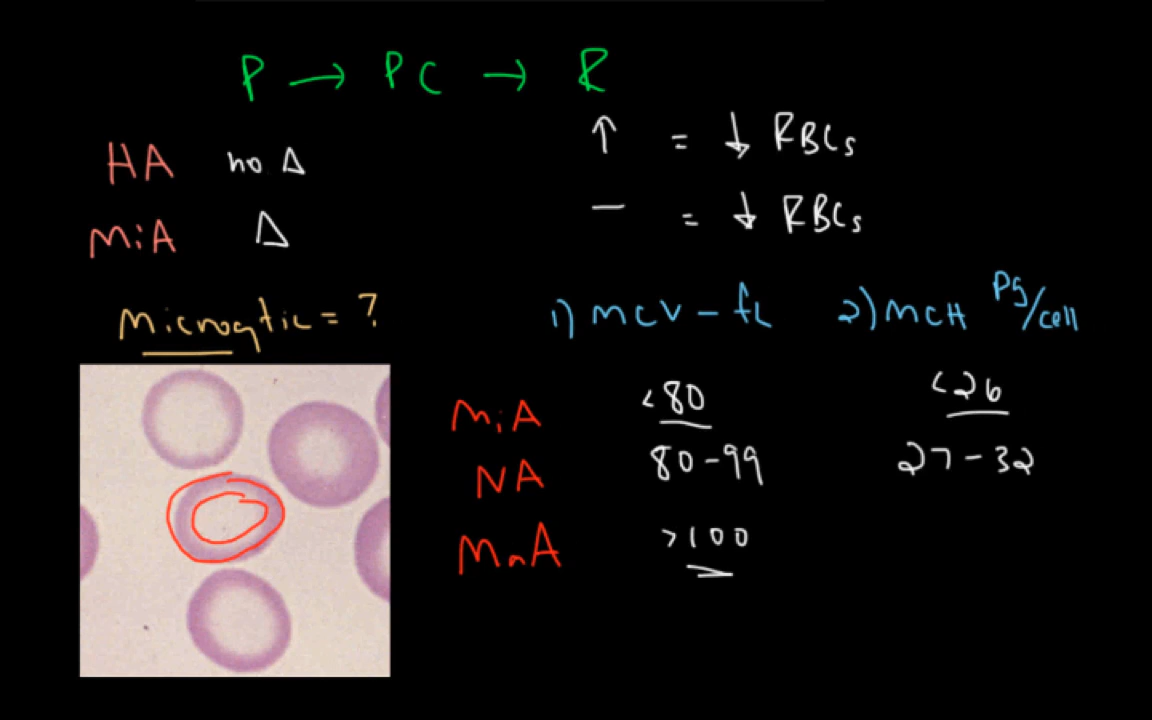 P → PC → R
HA no Δ ↑ = ↓ RBCs
MiA Δ — = ↓ RBCs
Microytic = ? 1) MCV - fL 2) MCH pg/cell
MiA <80 <26
NA 80-99 27-32
MaA >100